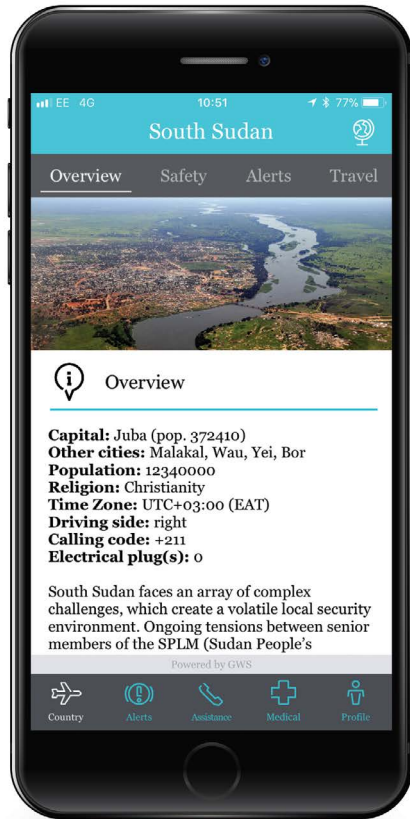 EE 4G 10:51 77%
South Sudan
Overview Safety Alerts Travel
Overview
Capital: Juba (pop. 372410)
Other cities: Malakal, Wau, Yei, Bor
Population: 12340000
Religion: Christianity
Time Zone: UTC+03:00 (EAT)
Driving side: right
Calling code: +211
Electrical plug(s): 0
South Sudan faces an array of complex
challenges, which create a volatile local security
environment. Ongoing tensions between senior
members of the SPLM (Sudan People's
Powered by GWS
Country Alerts Assistance Medical Profile